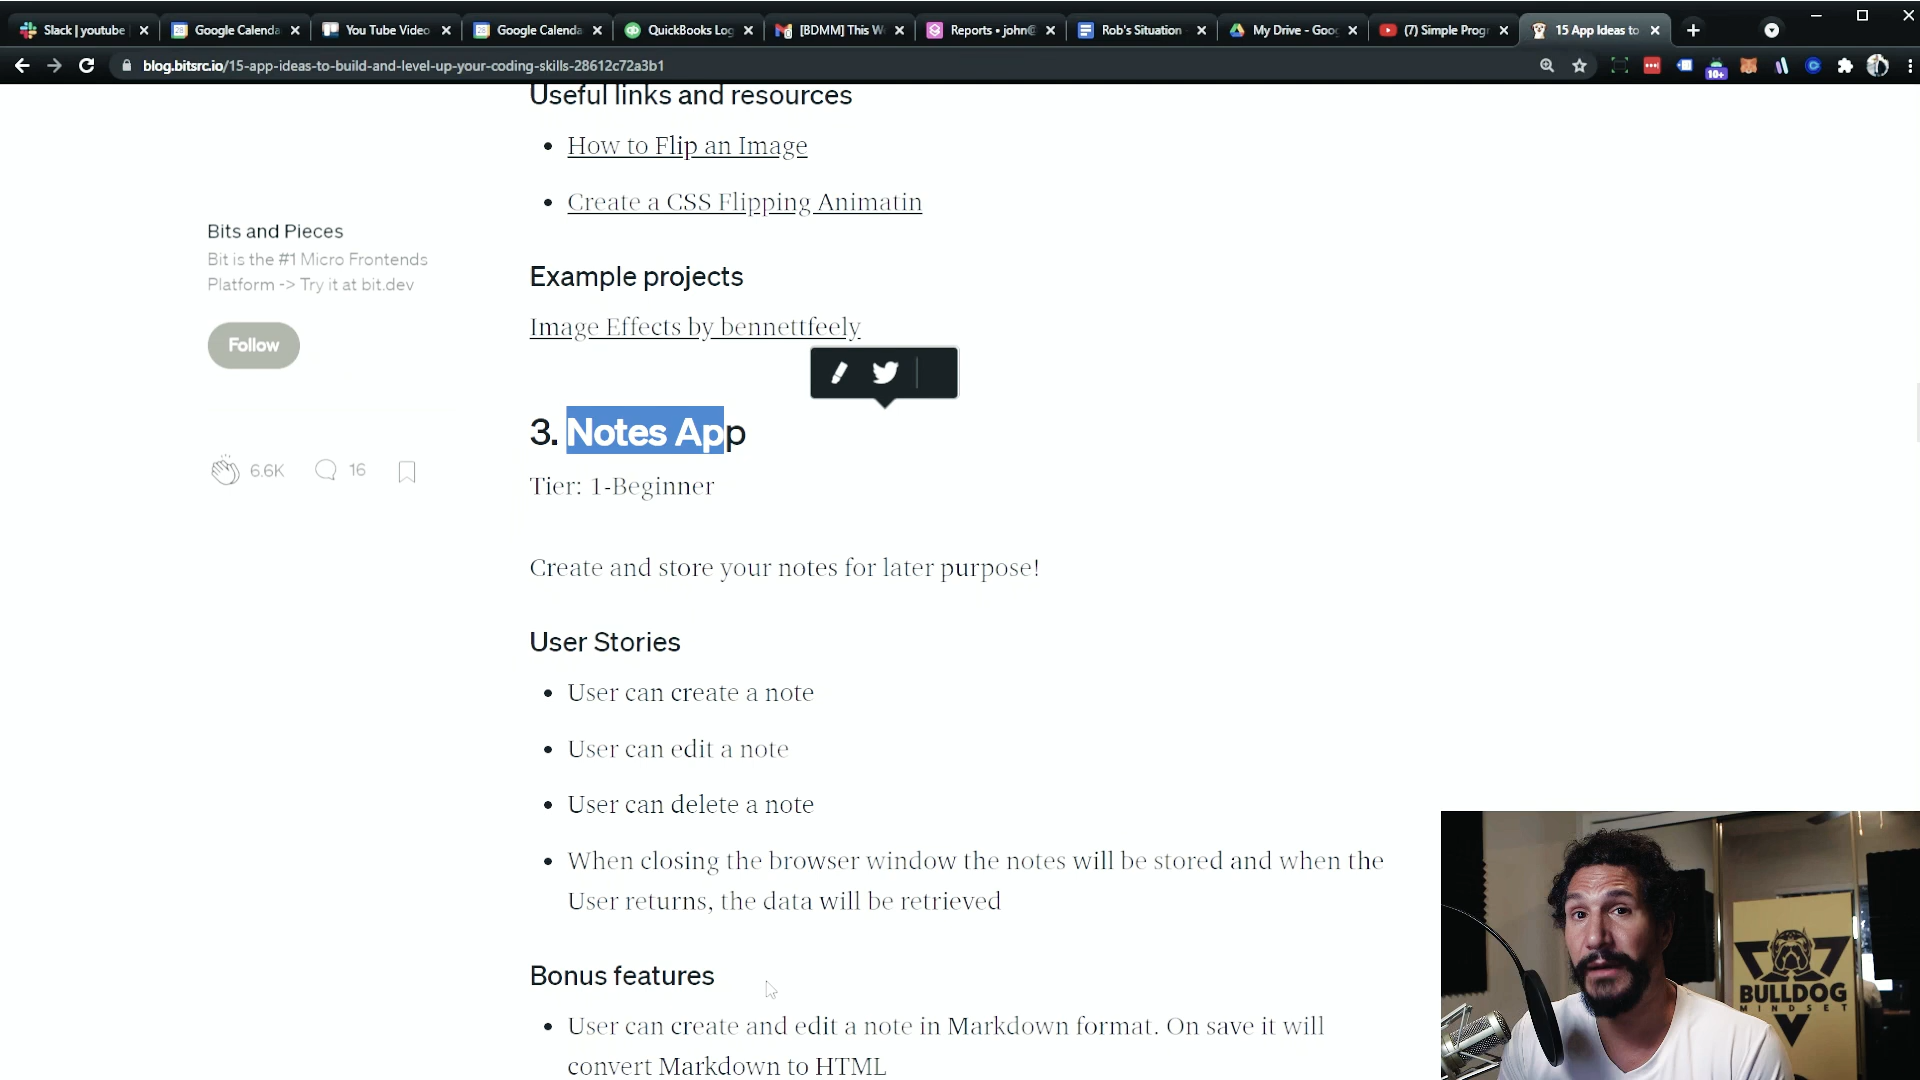 Slack | youtube
Google Calenda
You Tube Video
Google Calenda
QuickBooks Log
[BDMM] This W
Reports • john@
Rob's Situation
My Drive - Goo
(7) Simple Progr
15 App Ideas to
blog.bitsrc.io/15-app-ideas-to-build-and-level-up-your-coding-skills-28612c72a3b1
10+
Useful links and resources
How to Flip an Image
Create a CSS Flipping Animatin
Bits and Pieces
Bit is the #1 Micro Frontends
Platform -> Try it at bit.dev
Follow
6.6K
16
Example projects
Image Effects by bennettfeely
3. Notes App
Tier: 1-Beginner
Create and store your notes for later purpose!
User Stories
User can create a note
User can edit a note
User can delete a note
When closing the browser window the notes will be stored and when the
User returns, the data will be retrieved
Bonus features
User can create and edit a note in Markdown format. On save it will
convert Markdown to HTML
BULLDOG
MINDSET